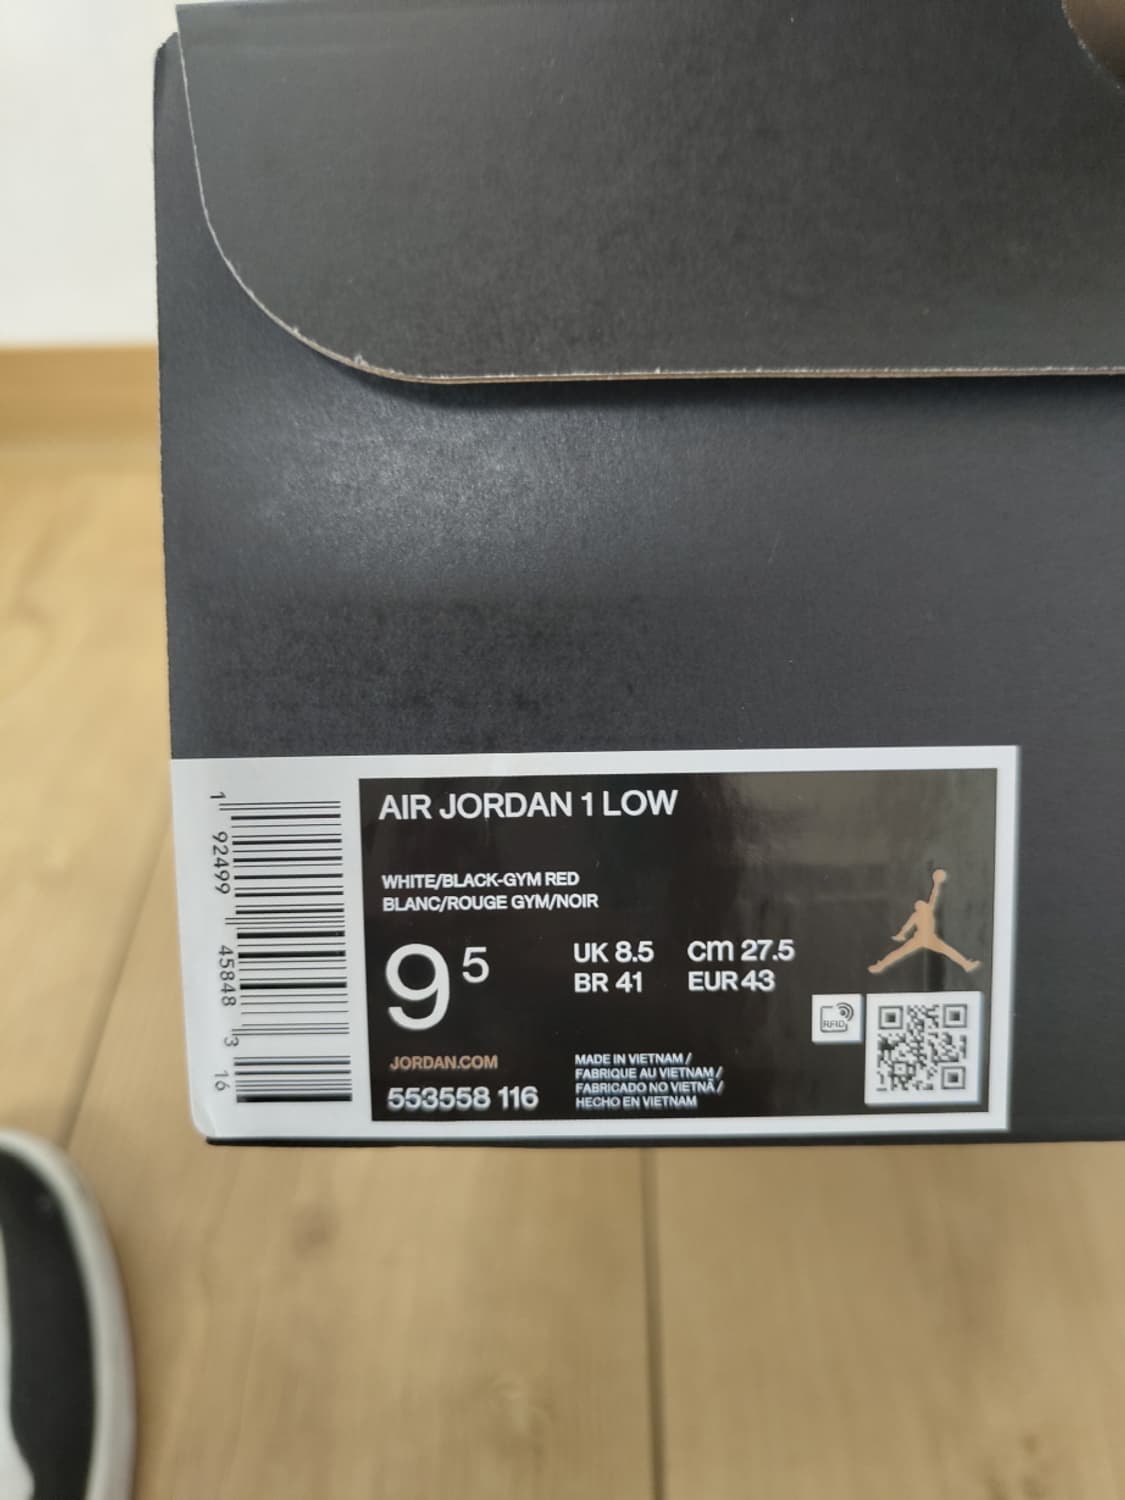 AIR JORDAN 1 LOW
WHITE/BLACK-GYM RED
BLANC/ROUGE GYM/NOIR
9 5
UK 8.5 cm 27.5
BR 41 EUR 43
RFID
JORDAN.COM
553558 116
MADE IN VIETNAM /
FABRIQUE AU VIETNAM /
FABRICADO NO VIETNÃ /
HECHO EN VIETNAM
1 92499 45848 3 16